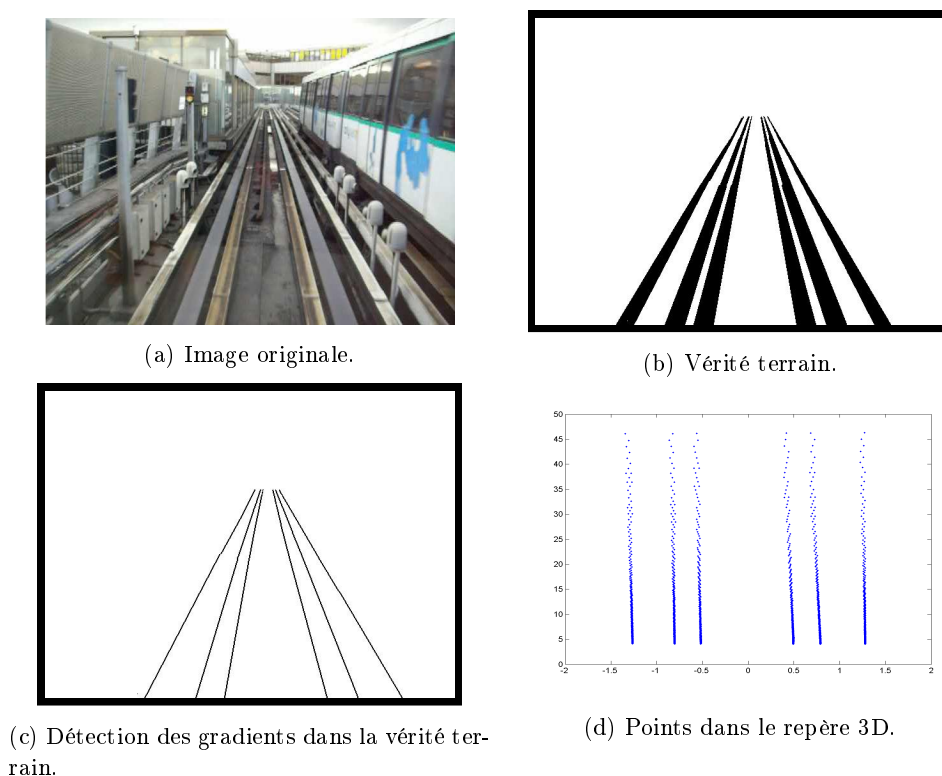 (a) Image originale.
(b) Vérité terrain.
(c) Détection des gradients dans la vérité ter-
rain.
50
45
40
35
30
25
20
15
10
5
0
-2 -1.5 -1 -0.5 0 0.5 1 1.5 2
(d) Points dans le repère 3D.